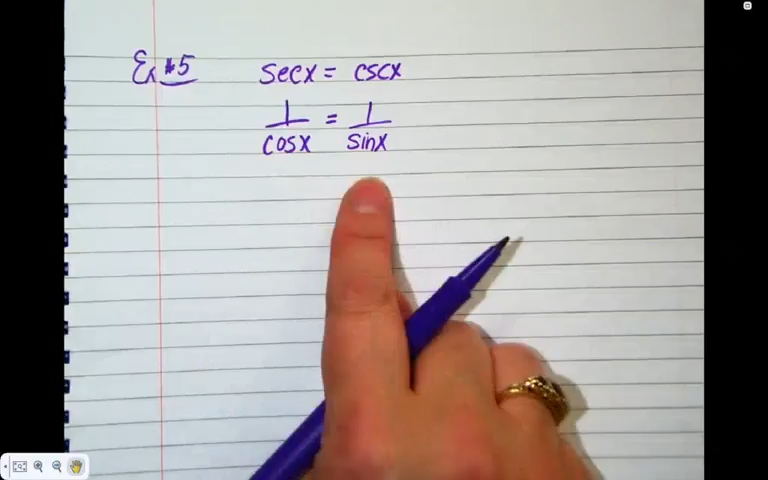 Ex #5 secx = cscx
1/cosx = 1/sinx